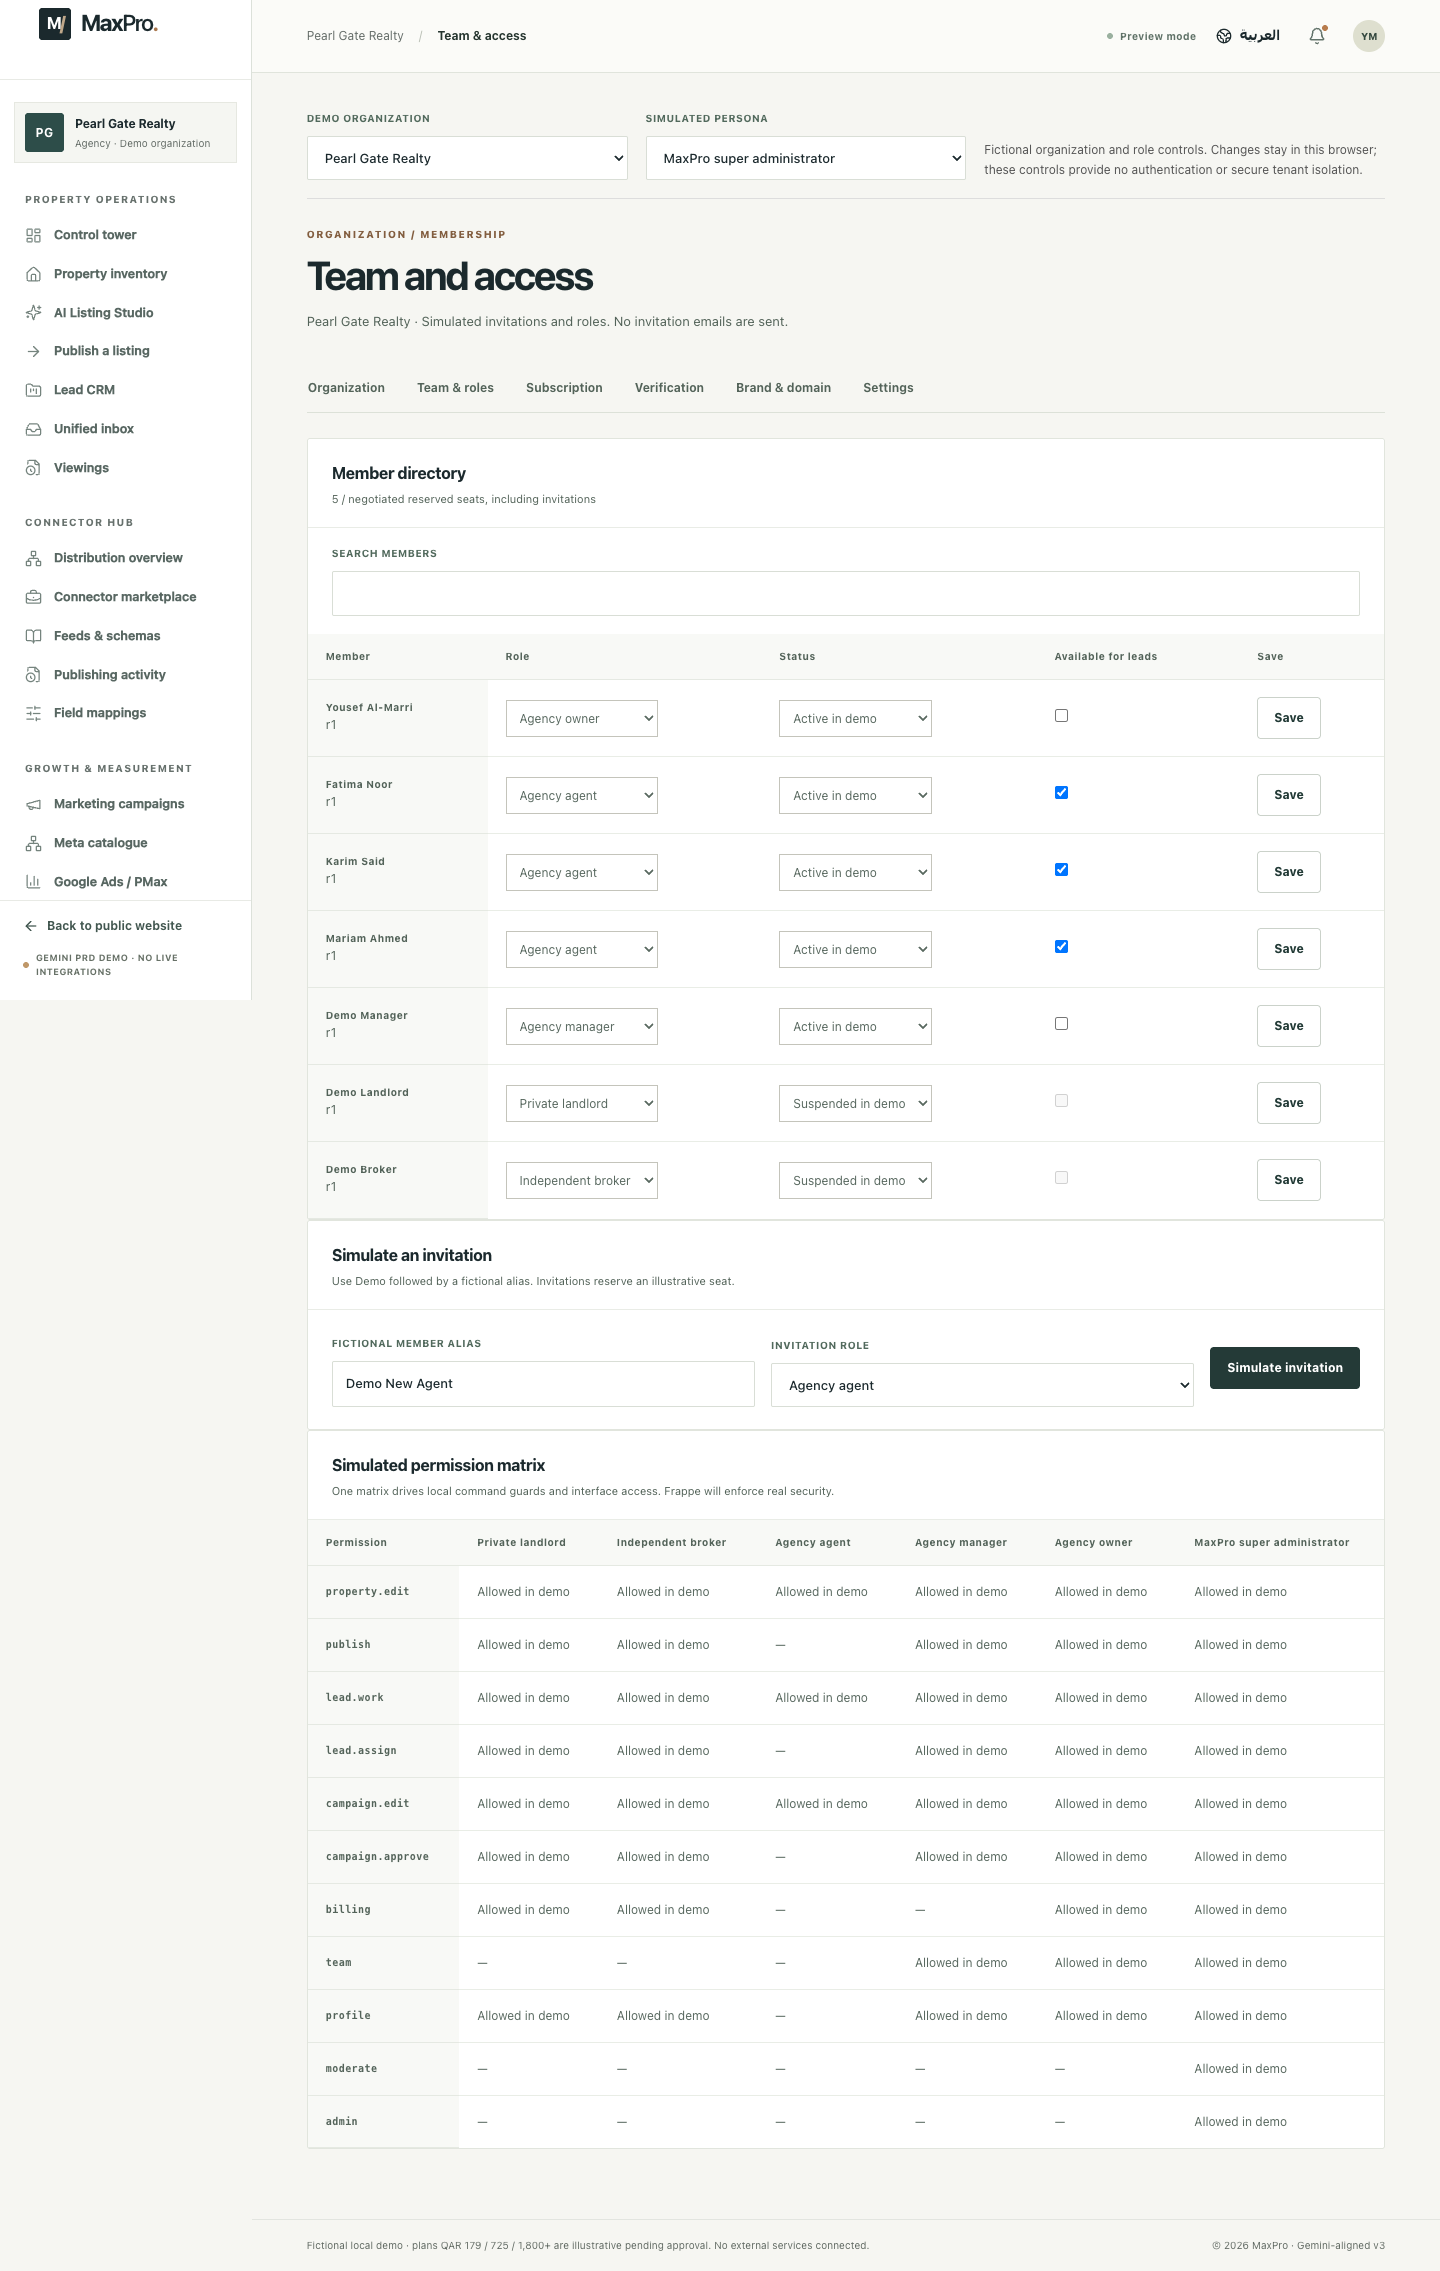 M/ MaxPro.
Pearl Gate Realty / Team & access
Preview mode العربية YM
PG Pearl Gate Realty
Agency · Demo organization
PROPERTY OPERATIONS
Control tower
Property inventory
AI Listing Studio
Publish a listing
Lead CRM
Unified inbox
Viewings
CONNECTOR HUB
Distribution overview
Connector marketplace
Feeds & schemas
Publishing activity
Field mappings
GROWTH & MEASUREMENT
Marketing campaigns
Meta catalogue
Google Ads / PMax
Back to public website
GEMINI PRD DEMO · NO LIVE
INTEGRATIONS
DEMO ORGANIZATION SIMULATED PERSONA
Pearl Gate Realty MaxPro super administrator
Fictional organization and role controls. Changes stay in this browser;
these controls provide no authentication or secure tenant isolation.
ORGANIZATION / MEMBERSHIP
Team and access
Pearl Gate Realty · Simulated invitations and roles. No invitation emails are sent.
Organization Team & roles Subscription Verification Brand & domain Settings
Member directory
5 / negotiated reserved seats, including invitations
SEARCH MEMBERS
Member Role Status Available for leads Save
Yousef Al-Marri
r1 Agency owner Active in demo Save
Fatima Noor
r1 Agency agent Active in demo Save
Karim Said
r1 Agency agent Active in demo Save
Mariam Ahmed
r1 Agency agent Active in demo Save
Demo Manager
r1 Agency manager Active in demo Save
Demo Landlord
r1 Private landlord Suspended in demo Save
Demo Broker
r1 Independent broker Suspended in demo Save
Simulate an invitation
Use Demo followed by a fictional alias. Invitations reserve an illustrative seat.
FICTIONAL MEMBER ALIAS INVITATION ROLE
Demo New Agent Agency agent Simulate invitation
Simulated permission matrix
One matrix drives local command guards and interface access. Frappe will enforce real security.
Permission Private landlord Independent broker Agency agent Agency manager Agency owner MaxPro super administrator
property.edit Allowed in demo Allowed in demo Allowed in demo Allowed in demo Allowed in demo Allowed in demo
publish Allowed in demo Allowed in demo — Allowed in demo Allowed in demo Allowed in demo
lead.work Allowed in demo Allowed in demo Allowed in demo Allowed in demo Allowed in demo Allowed in demo
lead.assign Allowed in demo Allowed in demo — Allowed in demo Allowed in demo Allowed in demo
campaign.edit Allowed in demo Allowed in demo Allowed in demo Allowed in demo Allowed in demo Allowed in demo
campaign.approve Allowed in demo Allowed in demo — Allowed in demo Allowed in demo Allowed in demo
billing Allowed in demo Allowed in demo — — Allowed in demo Allowed in demo
team — — — Allowed in demo Allowed in demo Allowed in demo
profile Allowed in demo Allowed in demo — Allowed in demo Allowed in demo Allowed in demo
moderate — — — — — Allowed in demo
admin — — — — — Allowed in demo
Fictional local demo · plans QAR 179 / 725 / 1,800+ are illustrative pending approval. No external services connected.
© 2026 MaxPro · Gemini-aligned v3